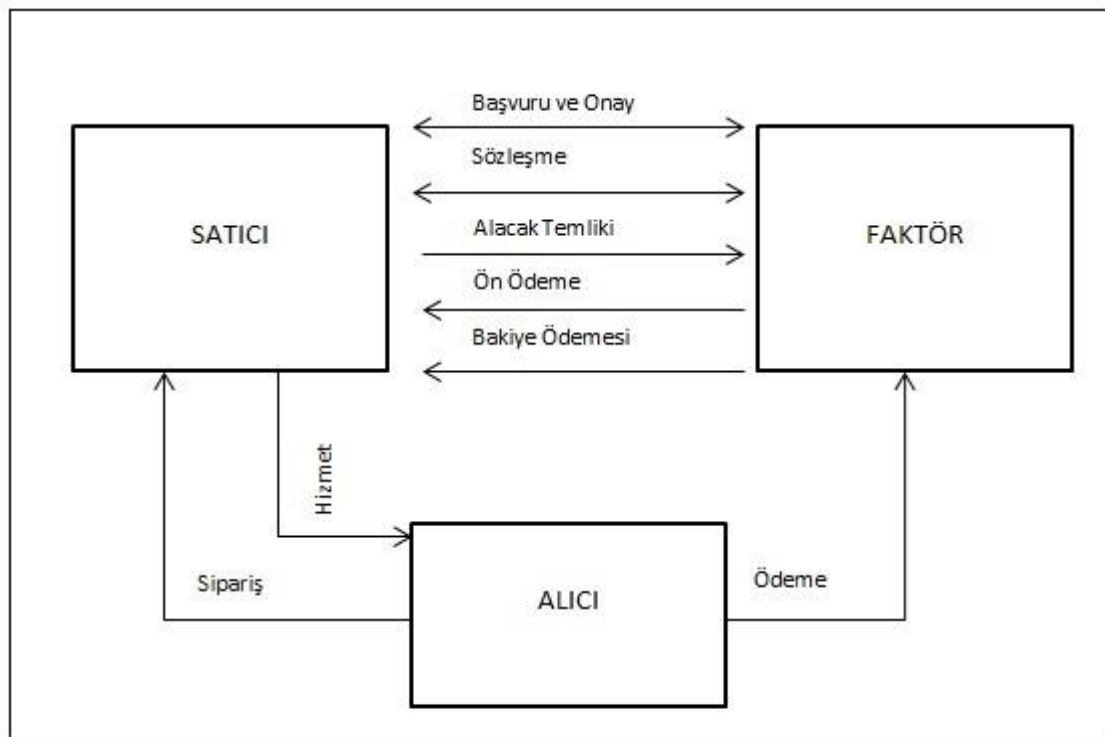 Başvuru ve Onay
Sözleşme
SATICI
Alacak Temliki
FAKTÖR
Ön Ödeme
Bakiye Ödemesi
Hizmet
Sipariş
ALICI
Ödeme